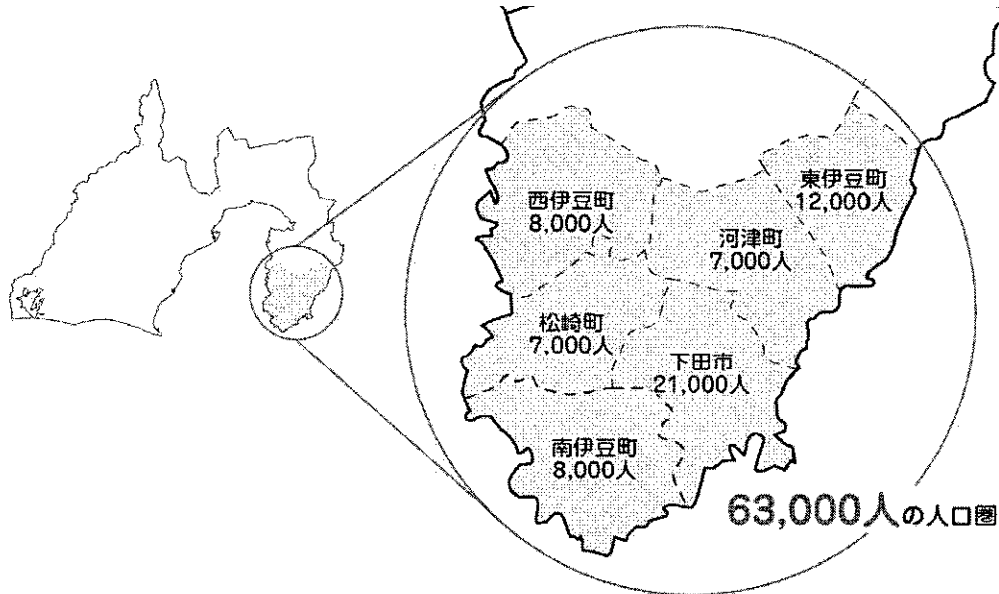 東伊豆町
12,000人
西伊豆町
8,000人
河津町
7,000人
松崎町
7,000人
下田市
21,000人
南伊豆町
8,000人
63,000人の人口圏